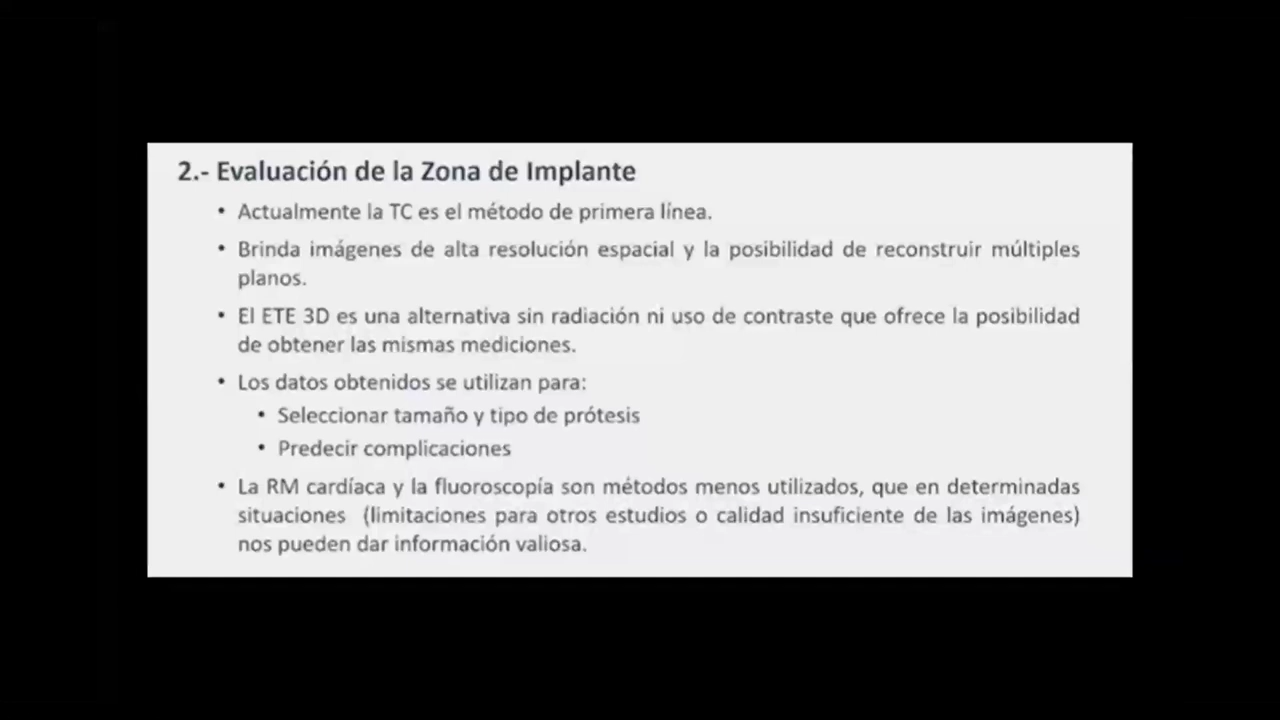 2.- Evaluación de la Zona de Implante
• Actualmente la TC es el método de primera línea.
• Brinda imágenes de alta resolución espacial y la posibilidad de reconstruir múltiples
planos.
• El ETE 3D es una alternativa sin radiación ni uso de contraste que ofrece la posibilidad
de obtener las mismas mediciones.
• Los datos obtenidos se utilizan para:
• Seleccionar tamaño y tipo de prótesis
• Predecir complicaciones
• La RM cardíaca y la fluoroscopía son métodos menos utilizados, que en determinadas
situaciones (limitaciones para otros estudios o calidad insuficiente de las imágenes)
nos pueden dar información valiosa.